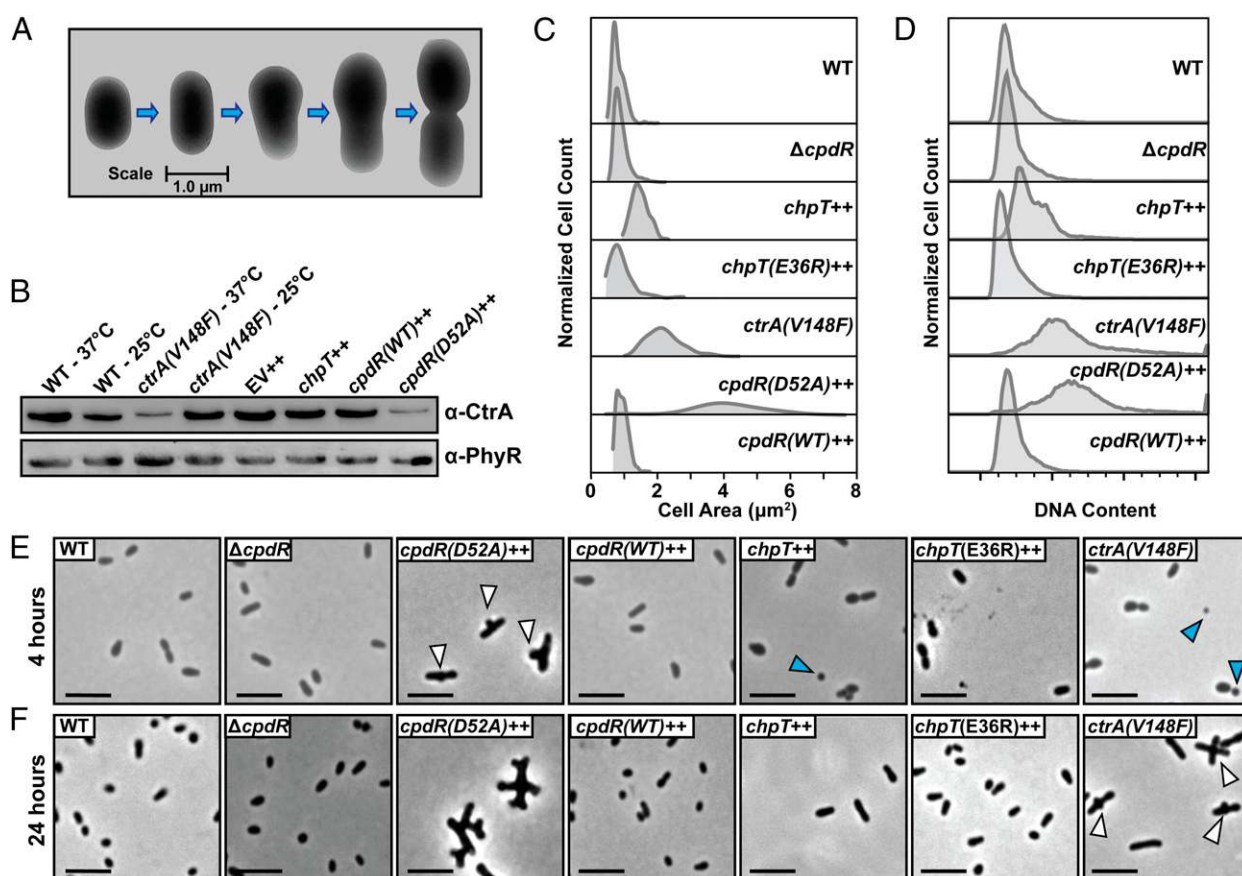 A
Scale
1.0 µm
B
WT - 37°C
WT - 25°C
ctrA(V148F) - 37°C
ctrA(V148F) - 25°C
EV++
chpT++
cpdR(WT)++
cpdR(D52A)++
α-CtrA
α-PhyR
C
Normalized Cell Count
WT
ΔcpdR
chpT++
chpT(E36R)++
ctrA(V148F)
cpdR(D52A)++
cpdR(WT)++
0 2 4 6 8
Cell Area (µm²)
D
Normalized Cell Count
WT
ΔcpdR
chpT++
chpT(E36R)++
ctrA(V148F)
cpdR(D52A)++
cpdR(WT)++
DNA Content
E
4 hours
WT
ΔcpdR
cpdR(D52A)++
cpdR(WT)++
chpT++
chpT(E36R)++
ctrA(V148F)
F
24 hours
WT
ΔcpdR
cpdR(D52A)++
cpdR(WT)++
chpT++
chpT(E36R)++
ctrA(V148F)